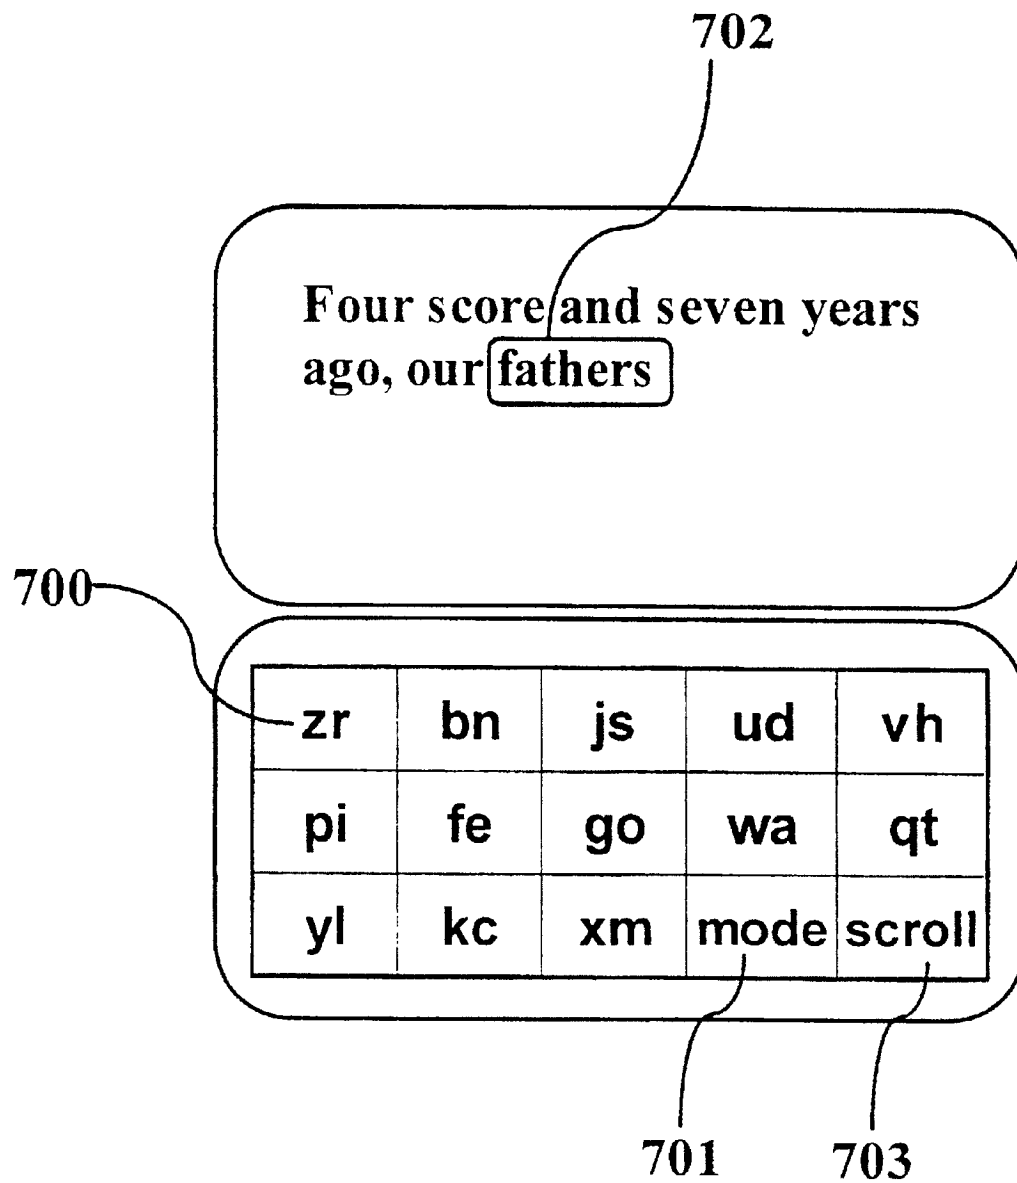 702
Four score and seven years
ago, our fathers
700
zr bn js ud vh
pi fe go wa qt
yl kc xm mode scroll
701 703